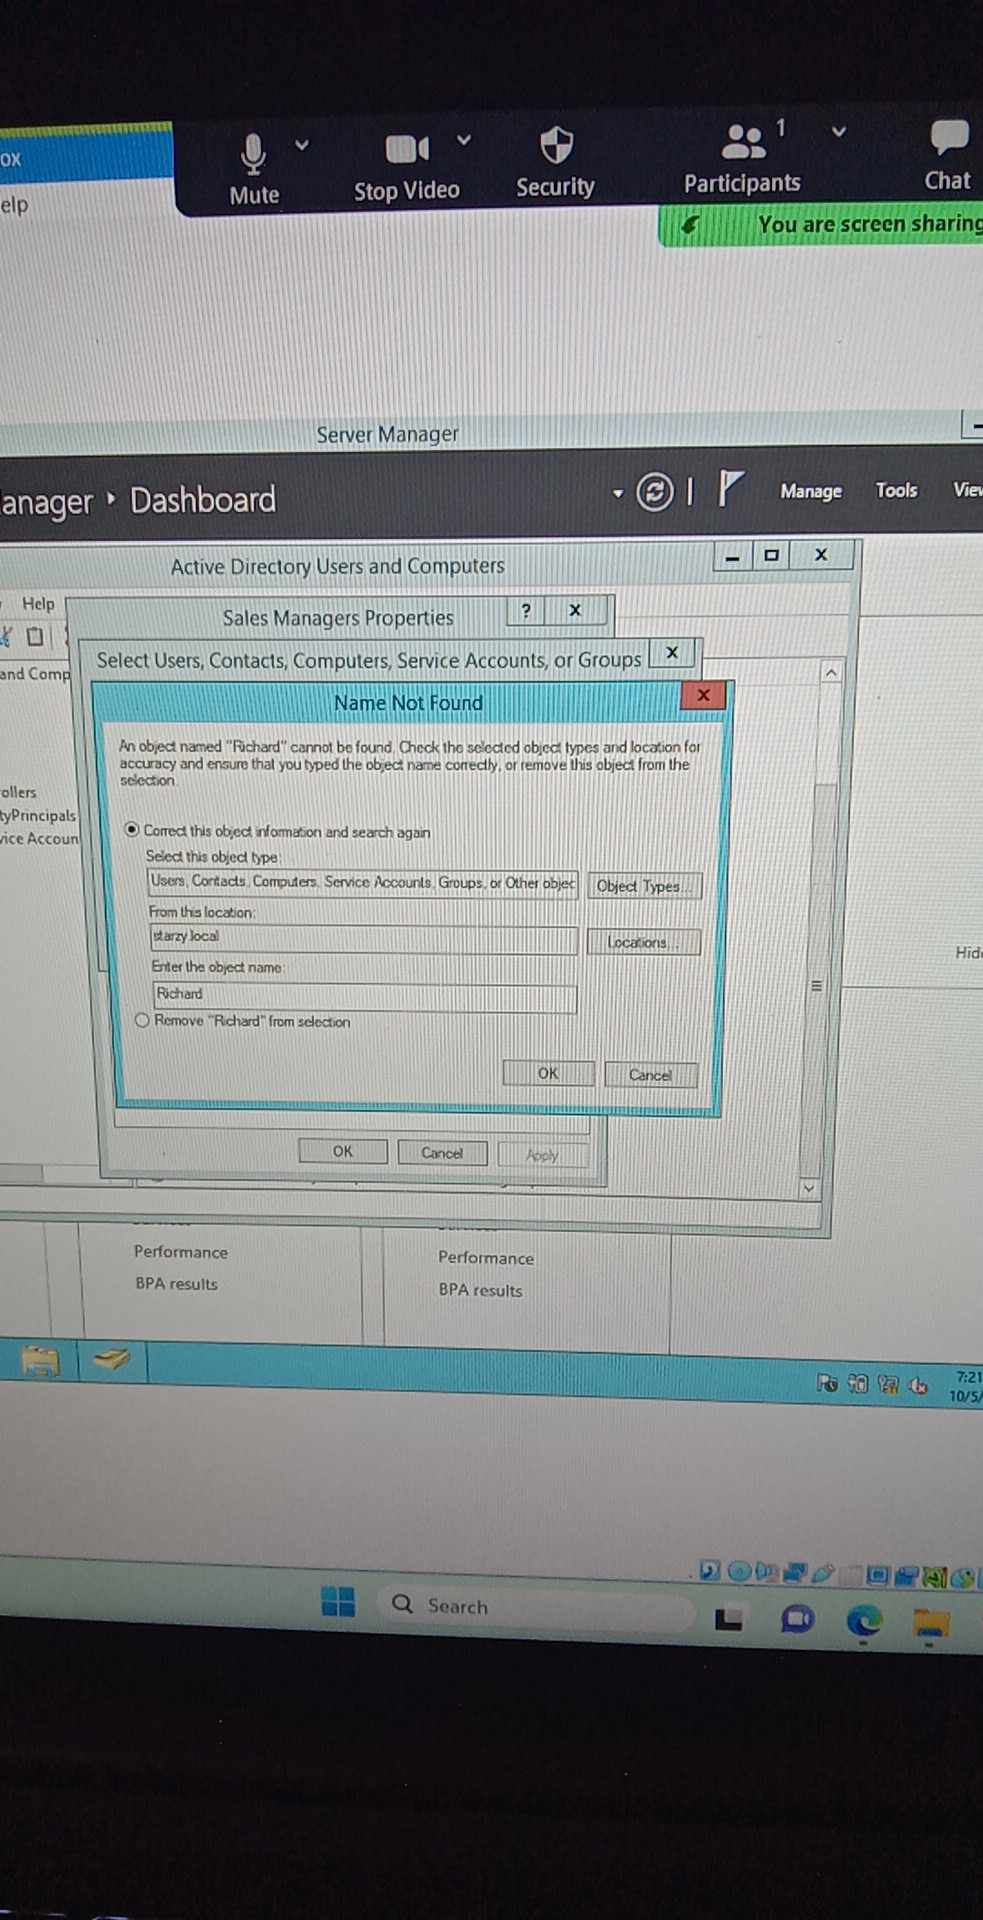 ox
Mute
Stop Video
Security
1
Participants
Chat
elp
You are screen sharing
Server Manager
anager
Dashboard
Manage
Tools
View
Active Directory Users and Computers
Help
Sales Managers Properties
?
X
Select Users, Contacts, Computers, Service Accounts, or Groups
X
and Comp
Name Not Found
X
An object named "Richard" cannot be found. Check the selected object types and location for
accuracy and ensure that you typed the object name correctly, or remove this object from the
selection.
ollers
tyPrincipals
vice Accoun
Correct this object information and search again
Select this object type:
Users, Contacts, Computers, Service Accounts, Groups, or Other objec
Object Types...
From this location:
starzy.local
Locations...
Enter the object name:
Richard
Remove "Richard" from selection
Hide
OK
Cancel
OK
Cancel
Apply
Performance
Performance
BPA results
BPA results
7:21
10/5/
Search